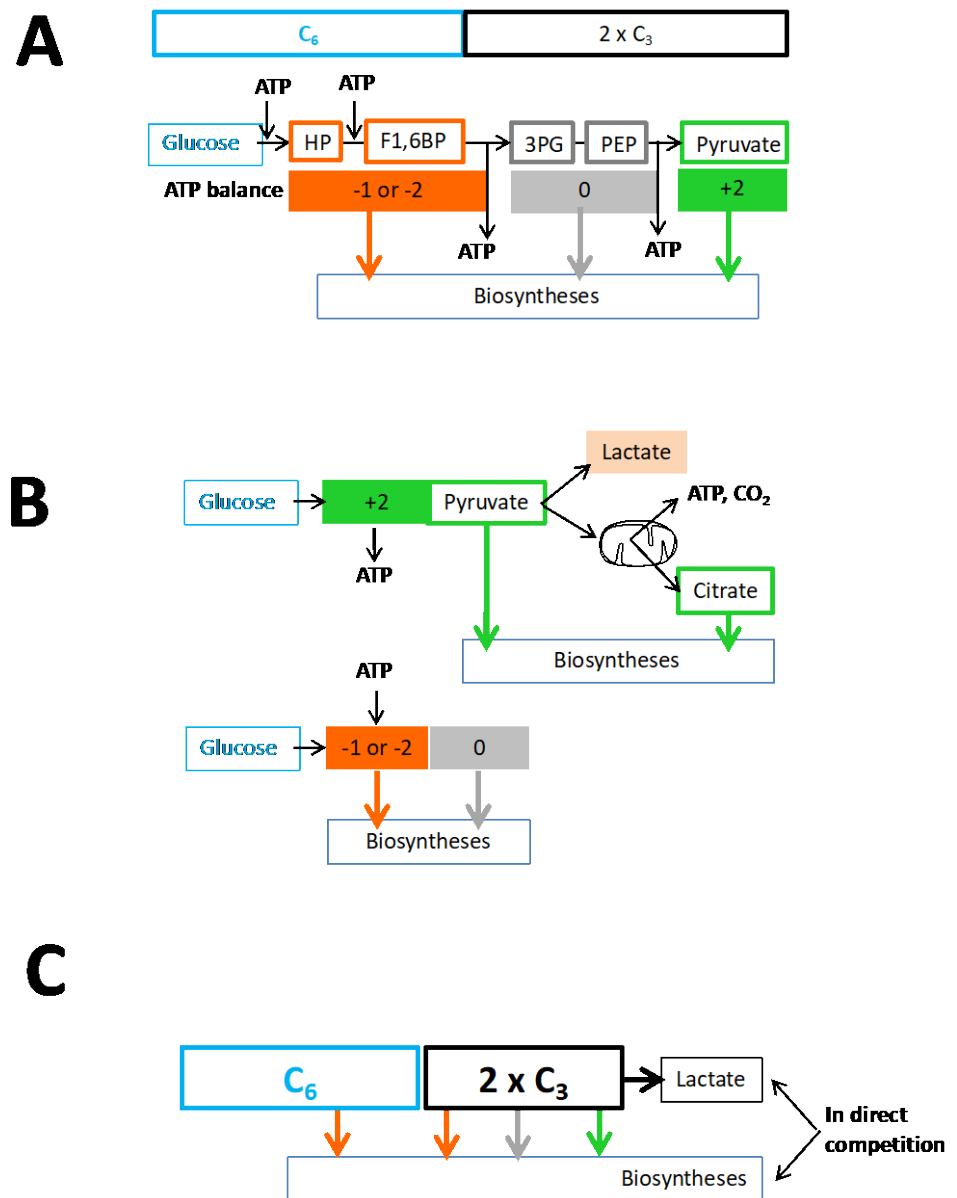 A
C₆ 2 x C₃
ATP ATP
Glucose HP F1,6BP 3PG PEP Pyruvate
ATP balance -1 or -2 0 +2
ATP ATP
Biosyntheses
B
Lactate
Glucose +2 Pyruvate ATP, CO₂
ATP
Citrate
Biosyntheses
ATP
Glucose -1 or -2 0
Biosyntheses
C
C₆ 2 x C₃ Lactate
In direct
competition
Biosyntheses